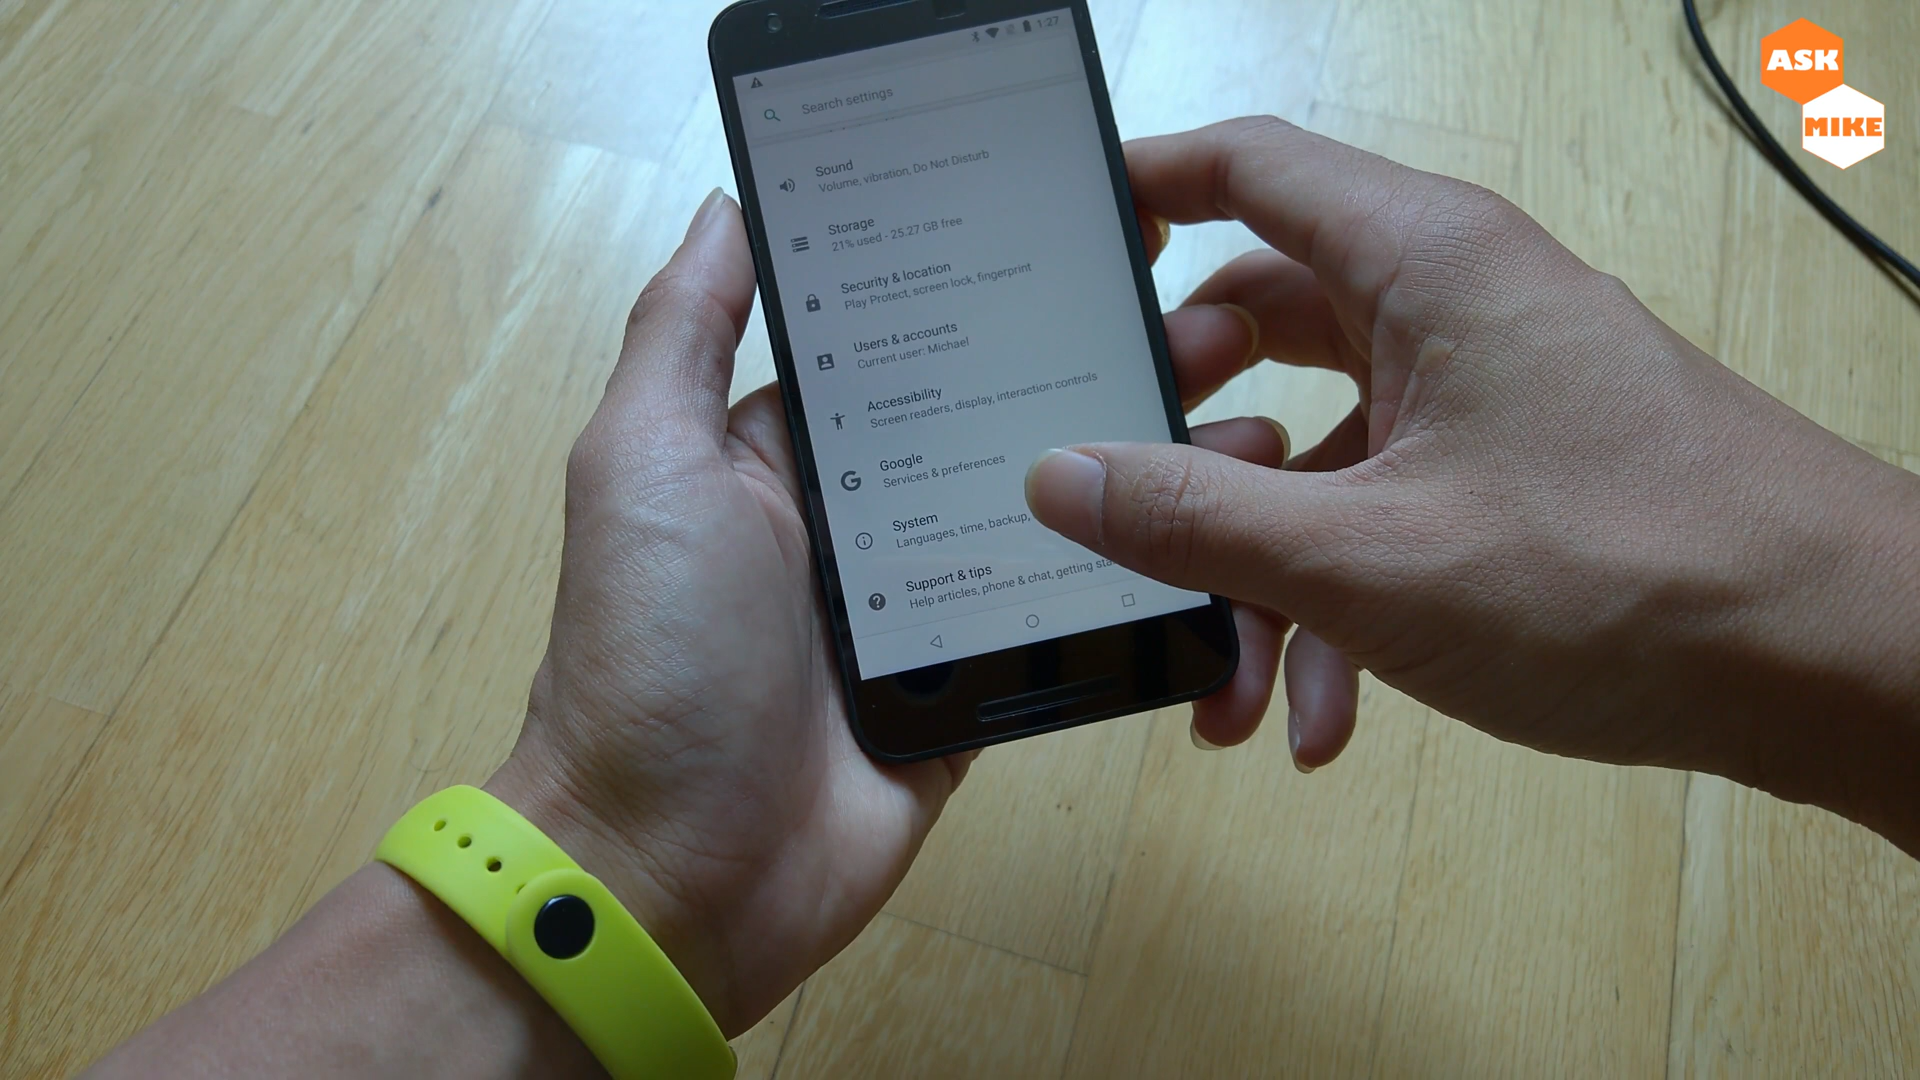 1:27
Search settings
Sound
Volume, vibration, Do Not Disturb
Storage
21% used - 25.27 GB free
Security & location
Play Protect, screen lock, fingerprint
Users & accounts
Current user: Michael
Accessibility
Screen readers, display, interaction controls
Google
Services & preferences
System
Languages, time, backup,
Support & tips
Help articles, phone & chat, getting
ASK
MIKE